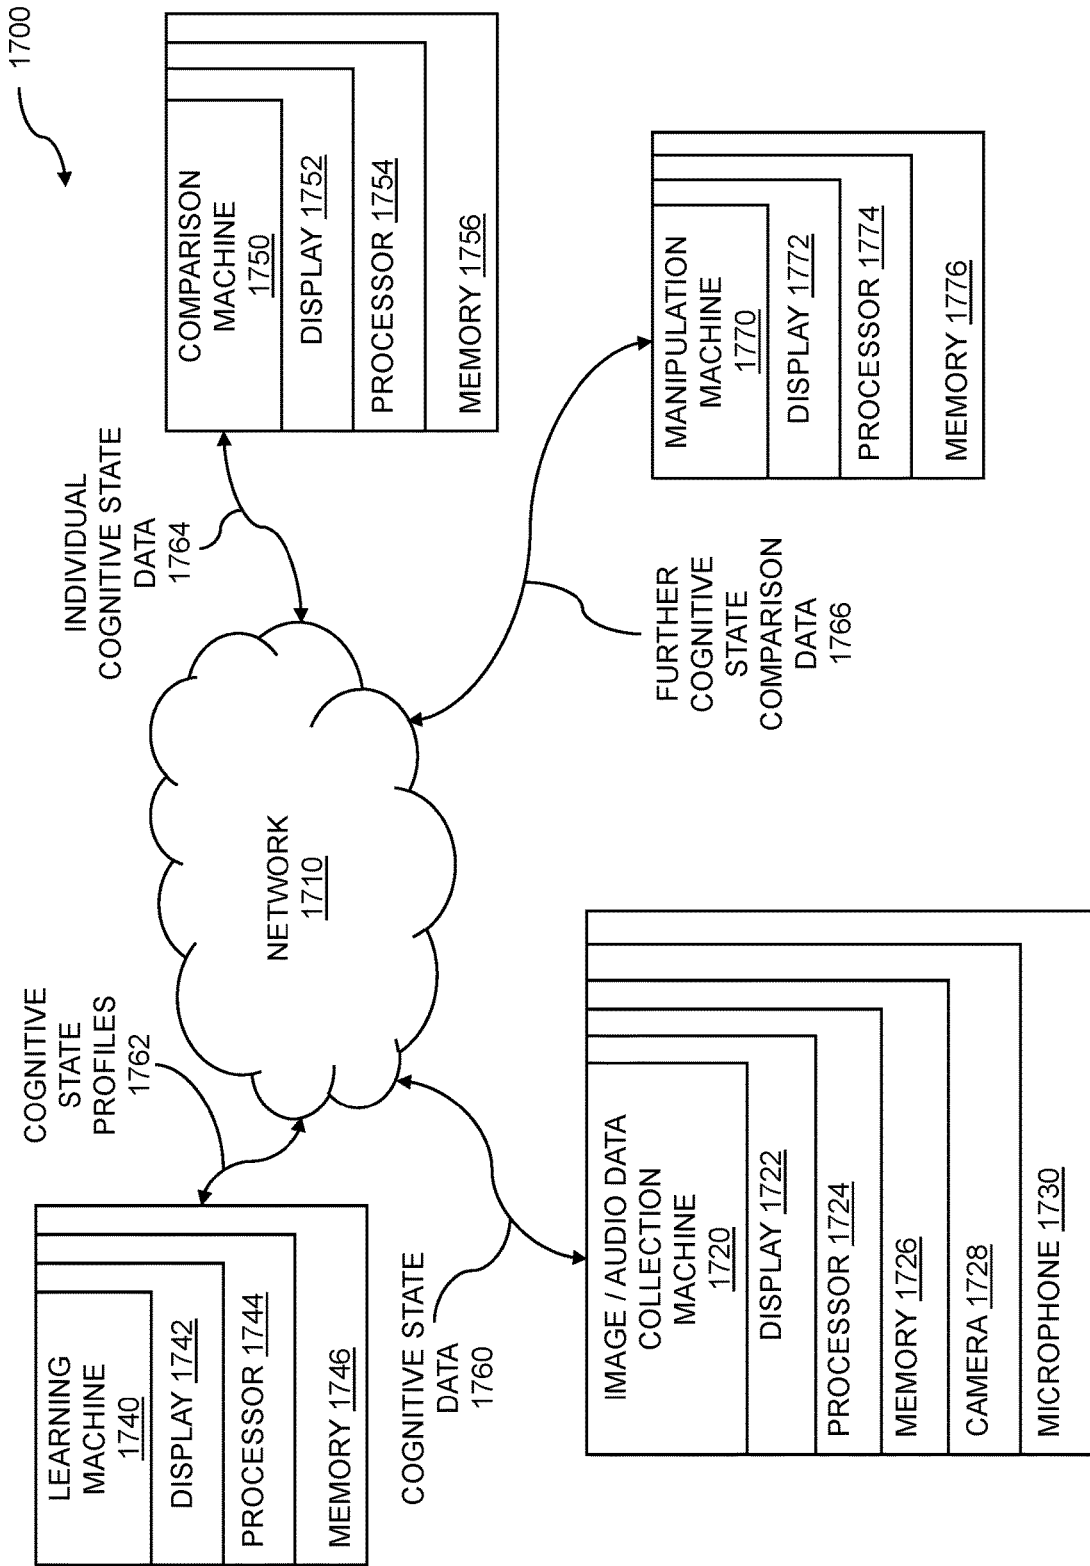 1700
LEARNING
MACHINE
1740
DISPLAY 1742
PROCESSOR 1744
MEMORY 1746
COGNITIVE
STATE
PROFILES
1762
INDIVIDUAL
COGNITIVE STATE
DATA
1764
COMPARISON
MACHINE
1750
DISPLAY 1752
PROCESSOR 1754
MEMORY 1756
NETWORK
1710
COGNITIVE STATE
DATA
1760
IMAGE / AUDIO DATA
COLLECTION
MACHINE
1720
DISPLAY 1722
PROCESSOR 1724
MEMORY 1726
CAMERA 1728
MICROPHONE 1730
FURTHER
COGNITIVE
STATE
COMPARISON
DATA
1766
MANIPULATION
MACHINE
1770
DISPLAY 1772
PROCESSOR 1774
MEMORY 1776